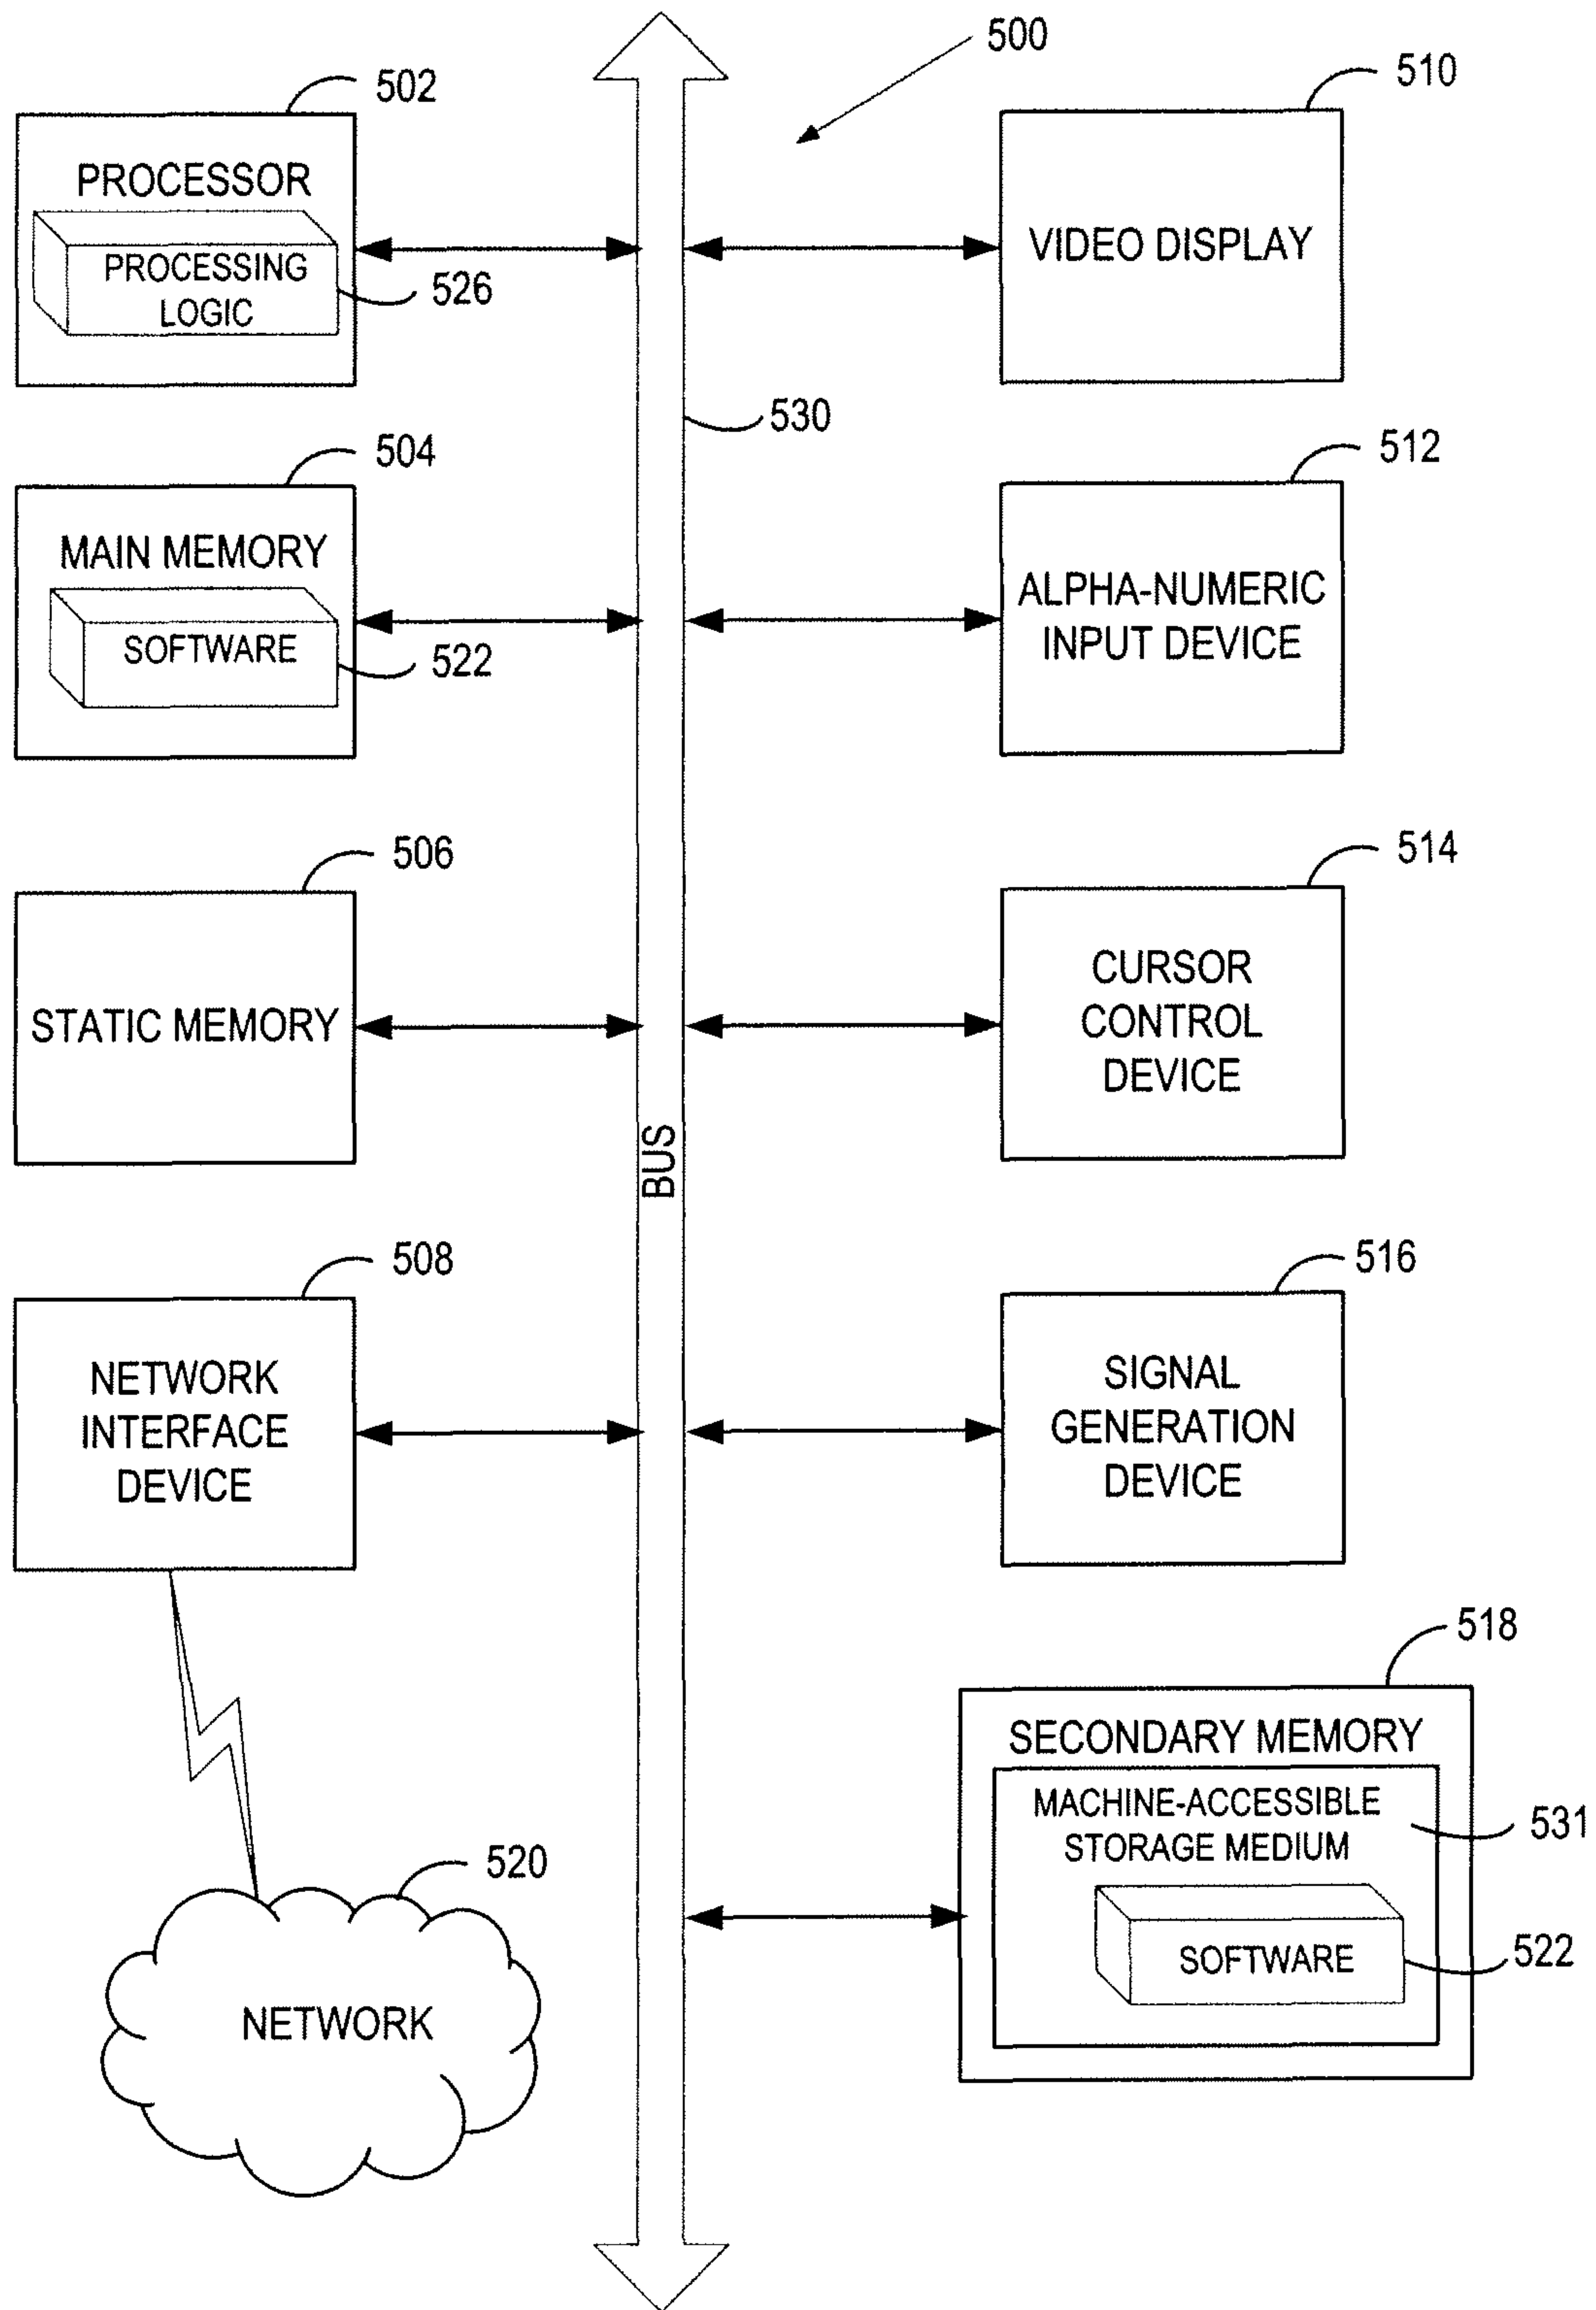 500
502
PROCESSOR
PROCESSING
LOGIC
526
510
VIDEO DISPLAY
530
504
MAIN MEMORY
SOFTWARE
522
512
ALPHA-NUMERIC
INPUT DEVICE
506
STATIC MEMORY
514
CURSOR
CONTROL
DEVICE
BUS
508
NETWORK
INTERFACE
DEVICE
516
SIGNAL
GENERATION
DEVICE
518
SECONDARY MEMORY
MACHINE-ACCESSIBLE
STORAGE MEDIUM
531
SOFTWARE
522
520
NETWORK